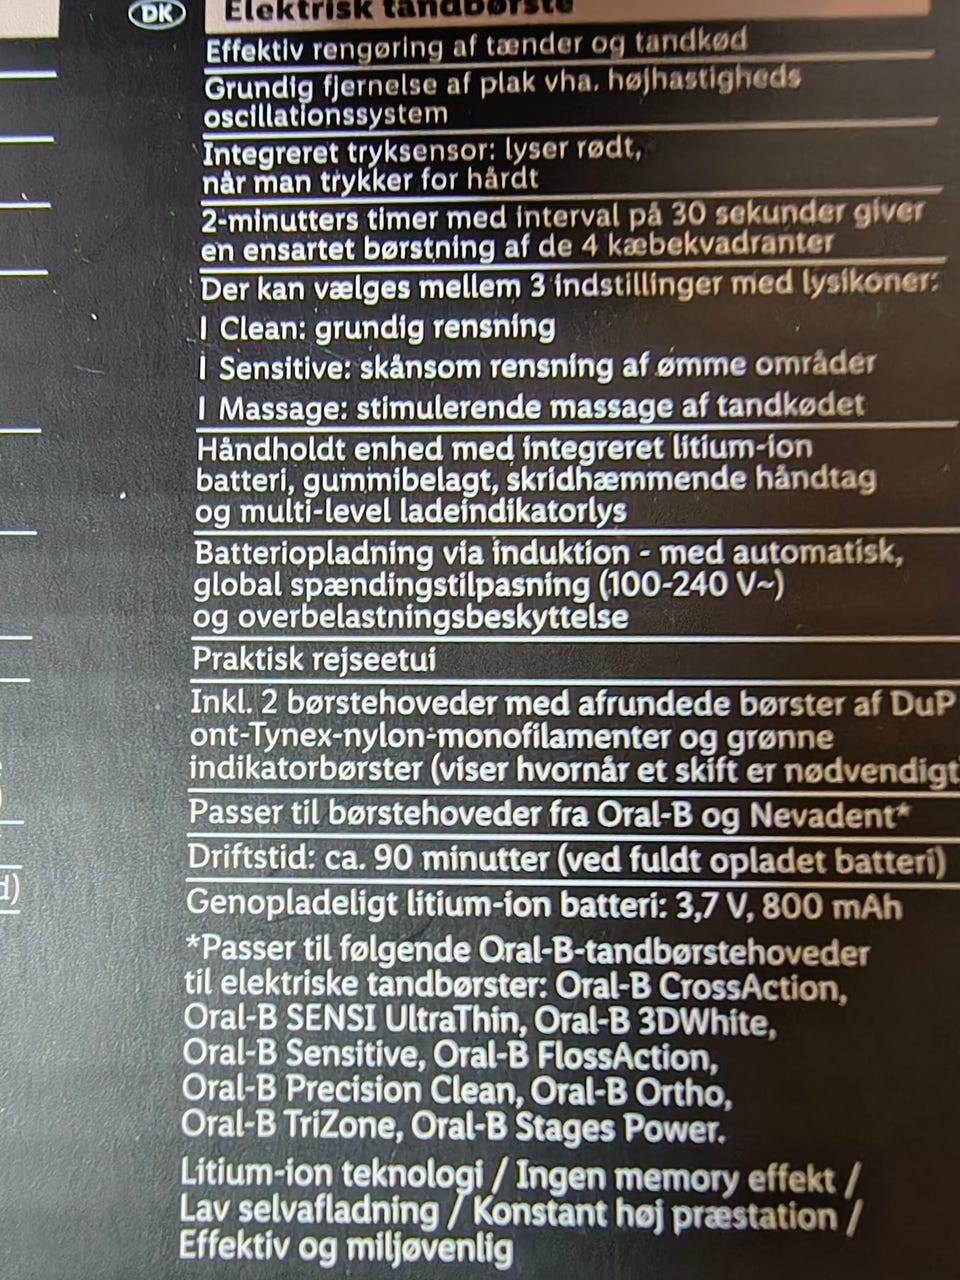 DK
Elektrisk tandbørste
Effektiv rengøring af tænder og tandkød
Grundig fjernelse af plak vha. højhastigheds
oscillationssystem
Integreret tryksensor: lyser rødt,
når man trykker for hårdt
2-minutters timer med interval på 30 sekunder giver
en ensartet børstning af de 4 kæbekvadranter
Der kan vælges mellem 3 indstillinger med lysikoner:
I Clean: grundig rensning
I Sensitive: skånsom rensning af ømme områder
I Massage: stimulerende massage af tandkødet
Håndholdt enhed med integreret litium-ion
batteri, gummibelagt, skridhæmmende håndtag
og multi-level ladeindikatorlys
Batteriopladning via induktion - med automatisk,
global spændingstilpasning (100-240 V~)
og overbelastningsbeskyttelse
Praktisk rejseetui
Inkl. 2 børstehoveder med afrundede børster af DuP
ont-Tynex-nylon-monofilamenter og grønne
indikatorbørster (viser hvornår et skift er nødvendigt
Passer til børstehoveder fra Oral-B og Nevadent*
Driftstid: ca. 90 minutter (ved fuldt opladet batteri)
d)
Genopladeligt litium-ion batteri: 3,7 V, 800 mAh
*Passer til følgende Oral-B-tandbørstehoveder
til elektriske tandbørster: Oral-B CrossAction,
Oral-B SENSI UltraThin, Oral-B 3DWhite,
Oral-B Sensitive, Oral-B FlossAction,
Oral-B Precision Clean, Oral-B Ortho,
Oral-B TriZone, Oral-B Stages Power.
Litium-ion teknologi / Ingen memory effekt /
Lav selvafladning / Konstant høj præstation /
Effektiv og miljøvenlig